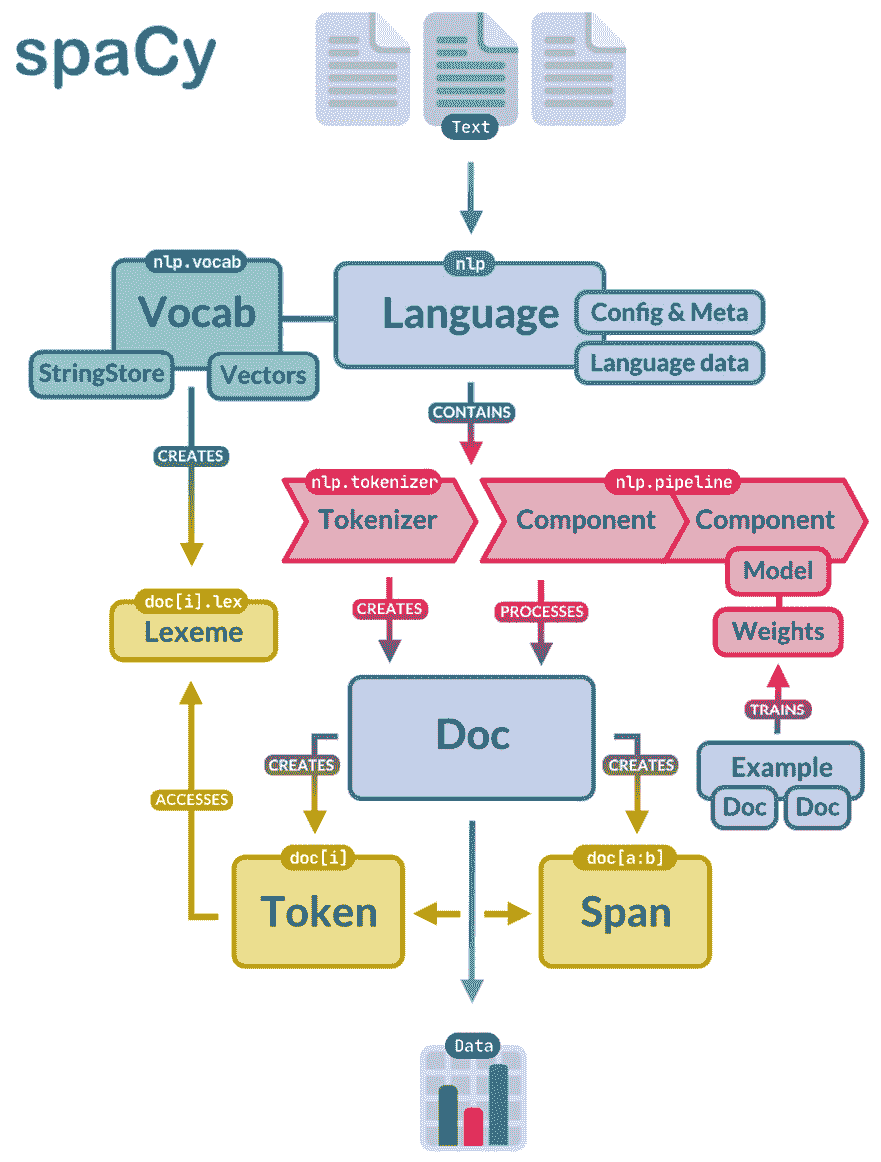 spaCy
Text
nlp.vocab
Vocab
StringStore
Vectors
nlp
Language
Config & Meta
Language data
CREATES
CONTAINS
nlp.tokenizer
Tokenizer
nlp.pipeline
Component
Component
Model
Weights
CREATES
PROCESSES
TRAINS
doc[i].lex
Lexeme
Doc
Example
Doc
Doc
CREATES
CREATES
ACCESSES
doc[i]
Token
doc[a:b]
Span
Data